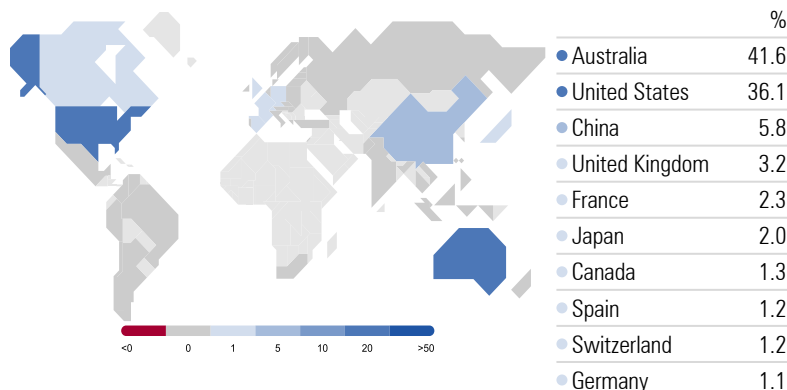 %
Australia 41.6
United States 36.1
China 5.8
United Kingdom 3.2
France 2.3
Japan 2.0
Canada 1.3
Spain 1.2
Switzerland 1.2
Germany 1.1
<0 0 1 5 10 20 >50